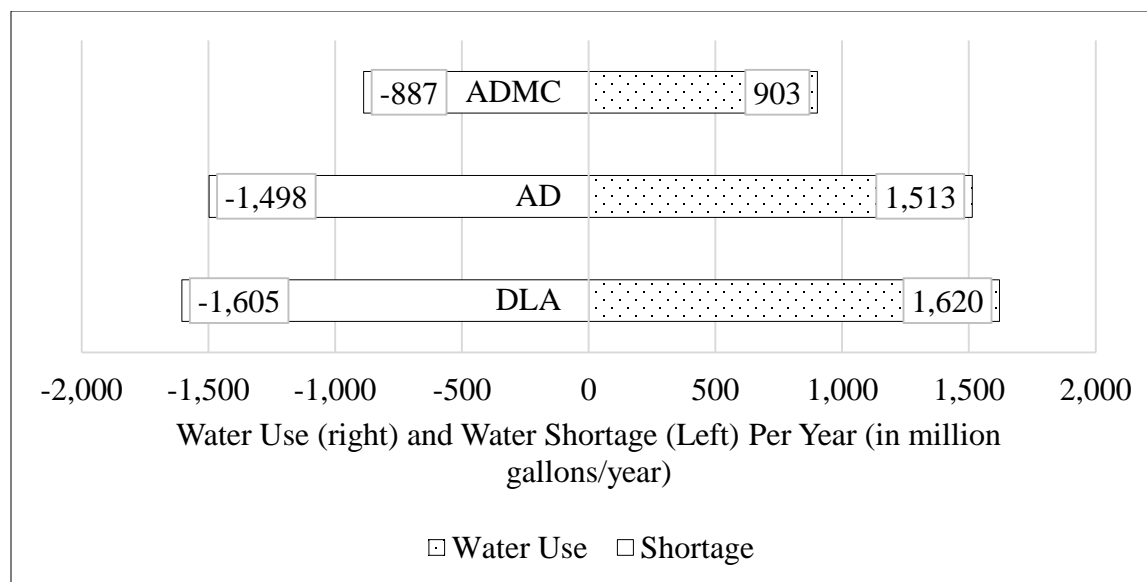 -887 ADMC 903
-1,498 AD 1,513
-1,605 DLA 1,620
-2,000 -1,500 -1,000 -500 0 500 1,000 1,500 2,000
Water Use (right) and Water Shortage (Left) Per Year (in million
gallons/year)
Water Use Shortage